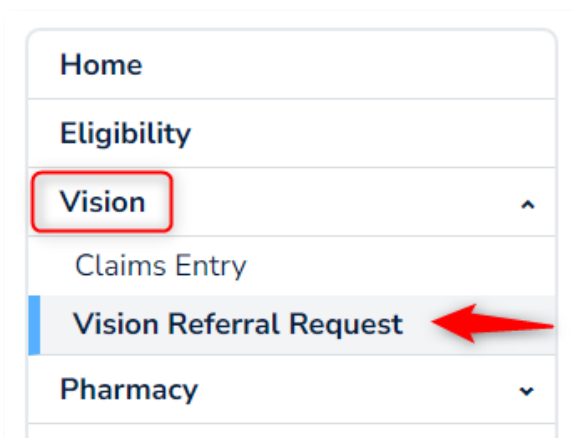 Home
Eligibility
Vision
Claims Entry
Vision Referral Request
Pharmacy